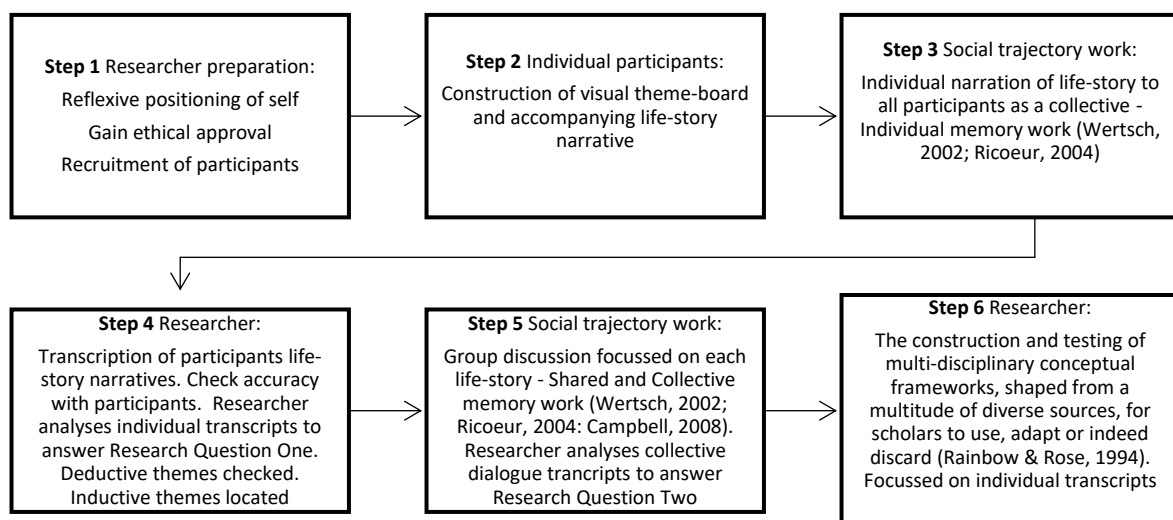 Step 1 Researcher preparation:
Reflexive positioning of self
Gain ethical approval
Recruitment of participants
Step 2 Individual participants:
Construction of visual theme-board
and accompanying life-story
narrative
Step 3 Social trajectory work:
Individual narration of life-story to
all participants as a collective -
Individual memory work (Wertsch,
2002; Ricoeur, 2004)
Step 4 Researcher:
Transcription of participants life-
story narratives. Check accuracy
with participants.  Researcher
analyses individual transcripts to
answer Research Question One.
Deductive themes checked.
Inductive themes located
Step 5 Social trajectory work:
Group discussion focussed on each
life-story - Shared and Collective
memory work (Wertsch, 2002;
Ricoeur, 2004: Campbell, 2008).
Researcher analyses collective
dialogue trancripts to answer
Research Question Two
Step 6 Researcher:
The construction and testing of
multi-disciplinary conceptual
frameworks, shaped from a
multitude of diverse sources, for
scholars to use, adapt or indeed
discard (Rainbow & Rose, 1994).
Focussed on individual transcripts